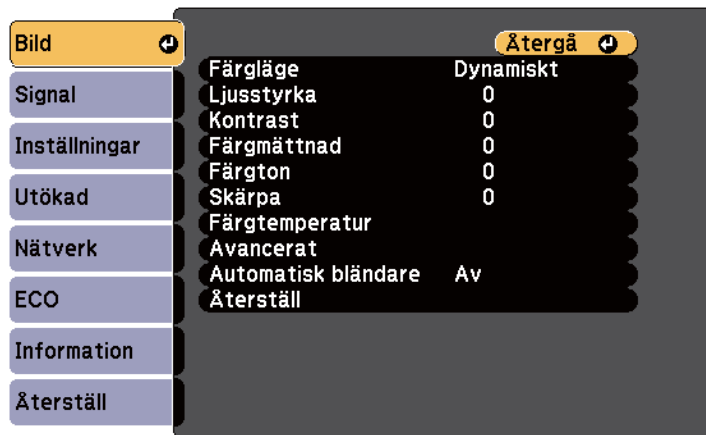 Bild
Signal
Inställningar
Utökad
Nätverk
ECO
Information
Återställ
Återgå
Färgläge Dynamiskt
Ljusstyrka 0
Kontrast 0
Färgmättnad 0
Färgton 0
Skärpa 0
Färgtemperatur
Avancerat
Automatisk bländare Av
Återställ